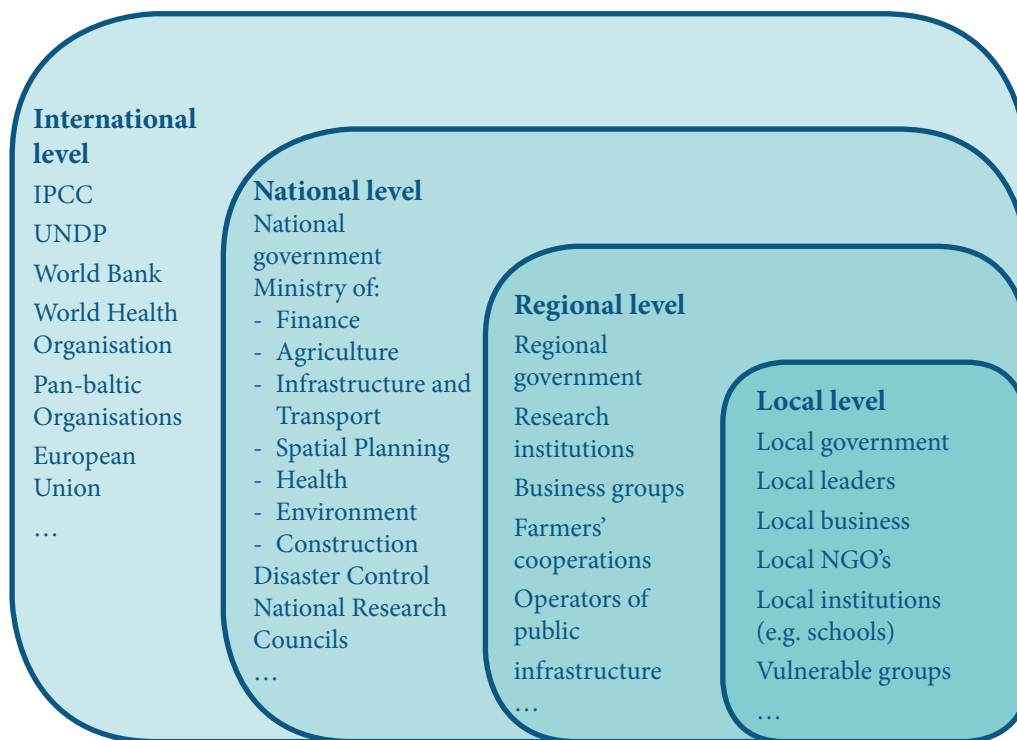 International
level
IPCC
UNDP
World Bank
World Health
Organisation
Pan-baltic
Organisations
European
Union
…
National level
National
government
Ministry of:
- Finance
- Agriculture
- Infrastructure and
Transport
- Spatial Planning
- Health
- Environment
- Construction
Disaster Control
National Research
Councils
…
Regional level
Regional
government
Research
institutions
Business groups
Farmers’
cooperations
Operators of
public
infrastructure
…
Local level
Local government
Local leaders
Local business
Local NGO’s
Local institutions
(e.g. schools)
Vulnerable groups
…